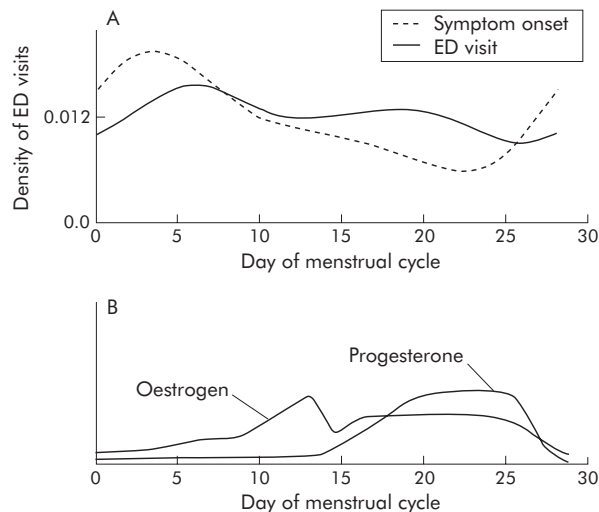 A
Symptom onset
ED visit
Density of ED visits
0.012
0.0
0 5 10 15 20 25 30
Day of menstrual cycle
B
Progesterone
Oestrogen
0 5 10 15 20 25 30
Day of menstrual cycle